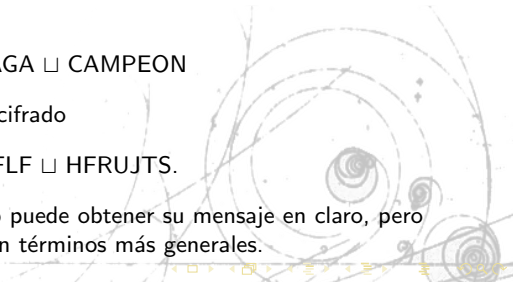 AGA ⊔ CAMPEON
cifrado
FLF ⊔ HFRUJTS.
puede obtener su mensaje en claro, pero
términos más generales.